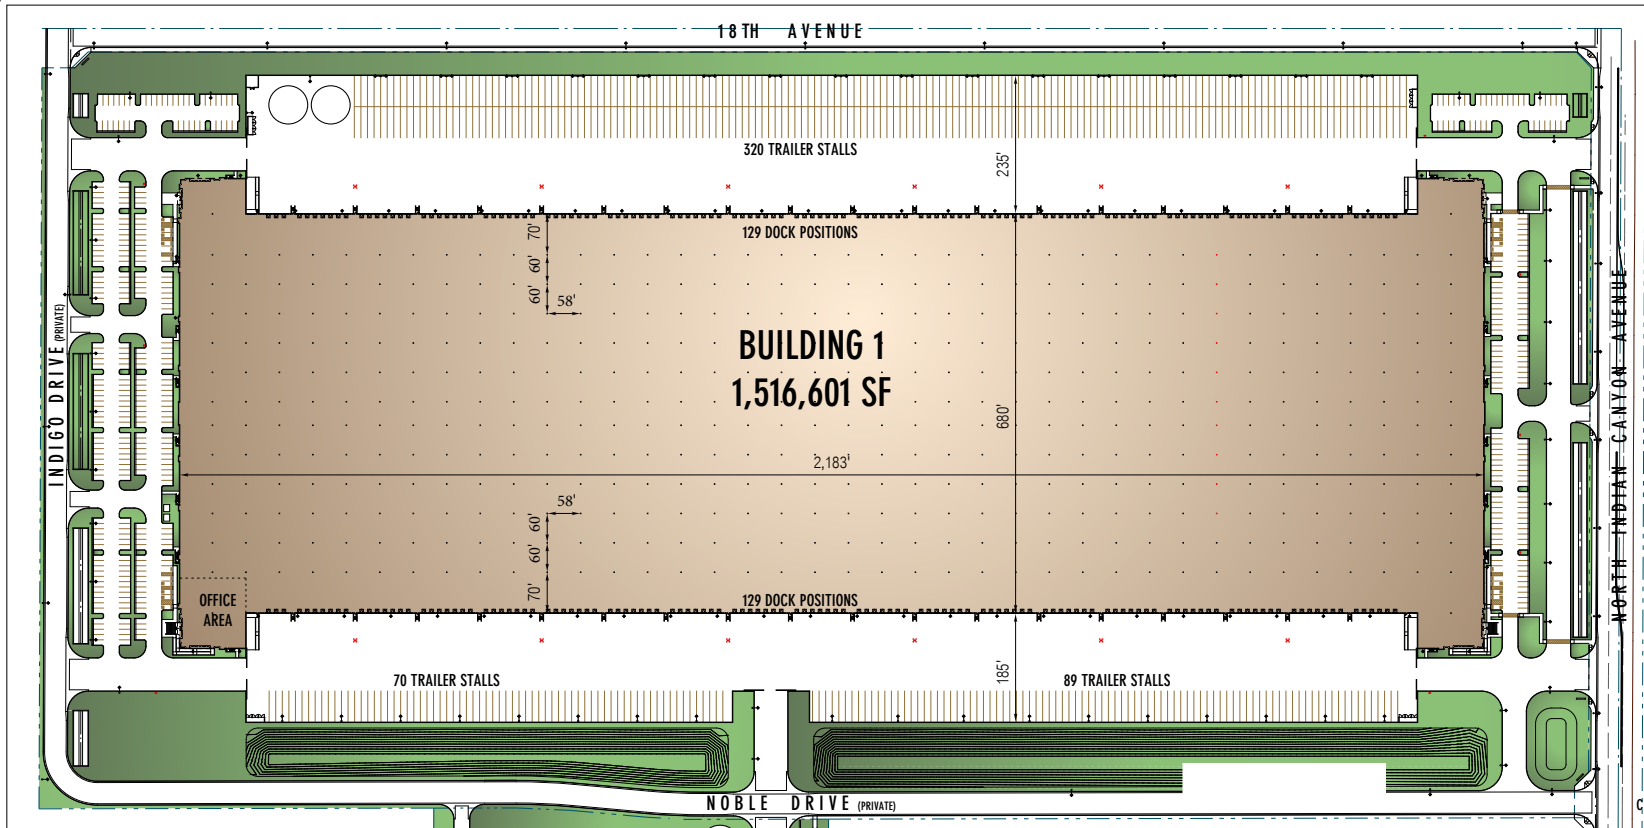 18TH AVENUE
320 TRAILER STALLS
235'
129 DOCK POSITIONS
70'
60'
60'
58'
INDIGO DRIVE (PRIVATE)
BUILDING 1
1,516,601 SF
680'
NORTH INDIAN CANYON AVENUE
2,183'
58'
60'
60'
70'
OFFICE
AREA
129 DOCK POSITIONS
70 TRAILER STALLS
185'
89 TRAILER STALLS
NOBLE DRIVE (PRIVATE)